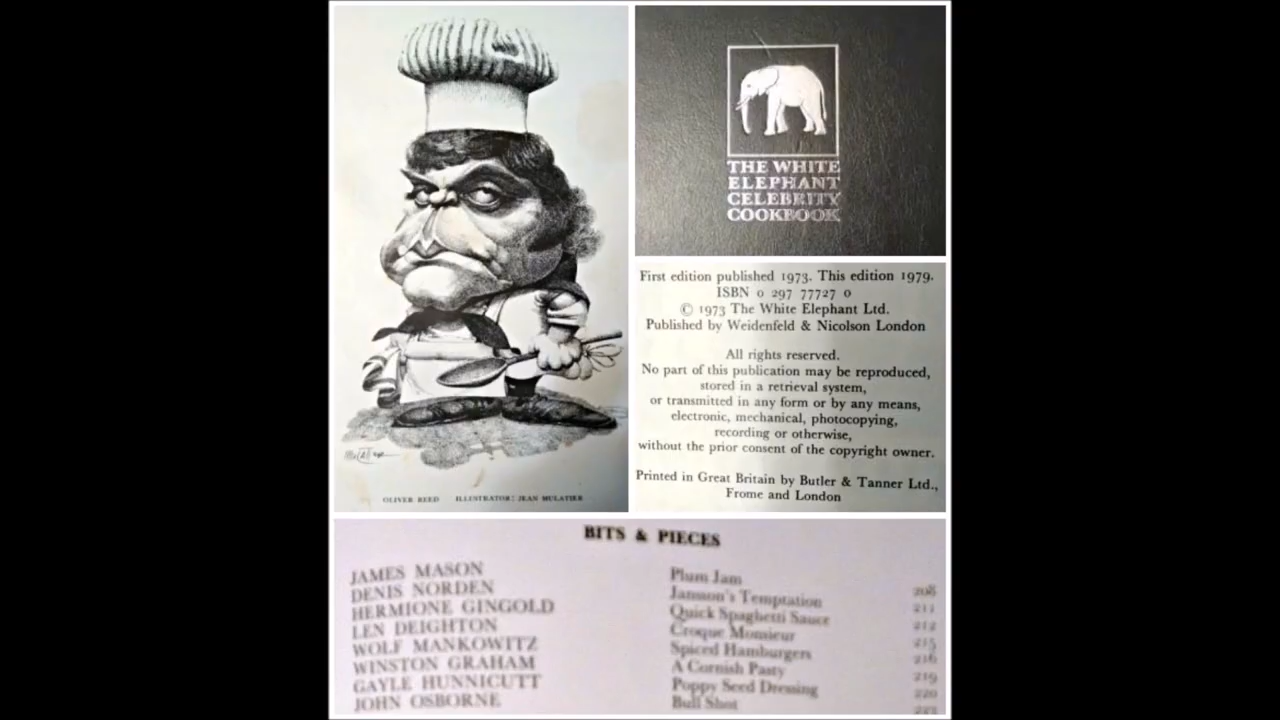 OLIVER REED ILLUSTRATOR: JEAN MULATIER
THE WHITE
ELEPHANT
CELEBRITY
COOKBOOK
First edition published 1973. This edition 1979.
ISBN 0 297 77727 0
© 1973 The White Elephant Ltd.
Published by Weidenfeld & Nicolson London
All rights reserved.
No part of this publication may be reproduced,
stored in a retrieval system,
or transmitted in any form or by any means,
electronic, mechanical, photocopying,
recording or otherwise,
without the prior consent of the copyright owner.
Printed in Great Britain by Butler & Tanner Ltd.,
Frome and London
BITS & PIECES
JAMES MASON Plum Jam 208
DENIS NORDEN Jansson's Temptation 211
HERMIONE GINGOLD Quick Spaghetti Sauce 212
LEN DEIGHTON Croque Monsieur 215
WOLF MANKOWITZ Spiced Hamburgers 216
WINSTON GRAHAM A Cornish Pasty 219
GAYLE HUNNICUTT Poppy Seed Dressing 220
JOHN OSBORNE Bull Shot